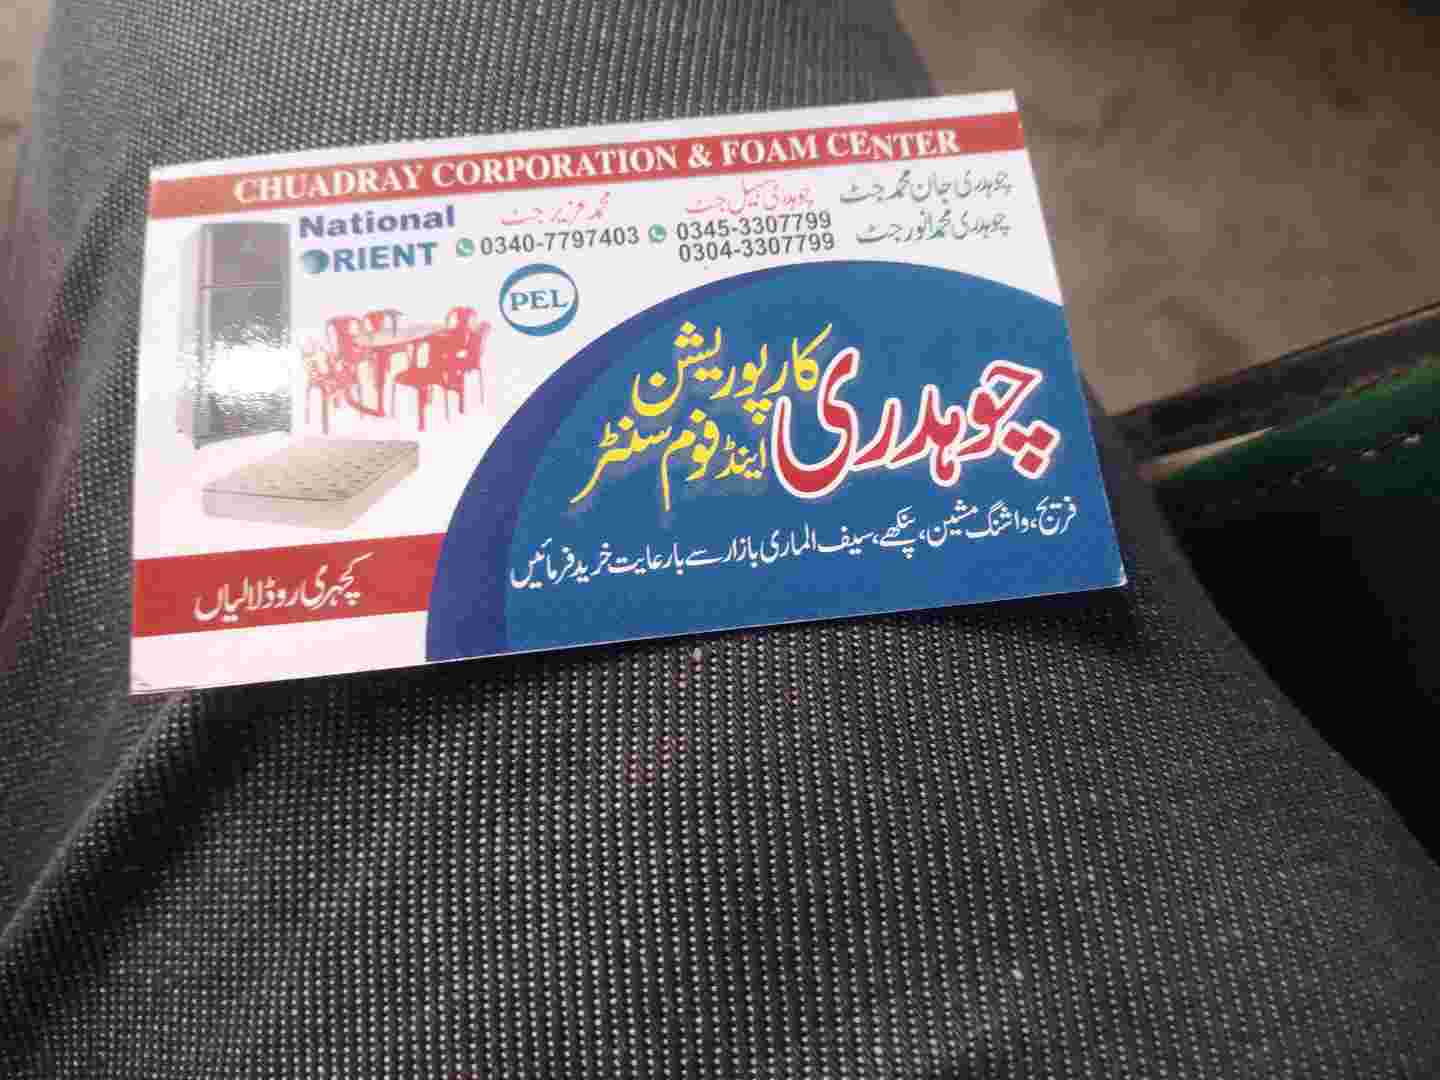 CHUADRAY CORPORATION & FOAM CENTER
چوہدری جان محمد جٹ
چوہدری محمد انور جٹ
چوہدری سہیل جٹ
0345-3307799
0304-3307799
محمد عزیر جٹ
0340-7797403
National
ORIENT
PEL
چوہدری کارپوریشن
اینڈ فوم سنٹر
فریج، واشنگ مشین، پنکھے، سیف الماری بازار سے بارعایت خرید فرمائیں
کچہری روڈ لالیاں